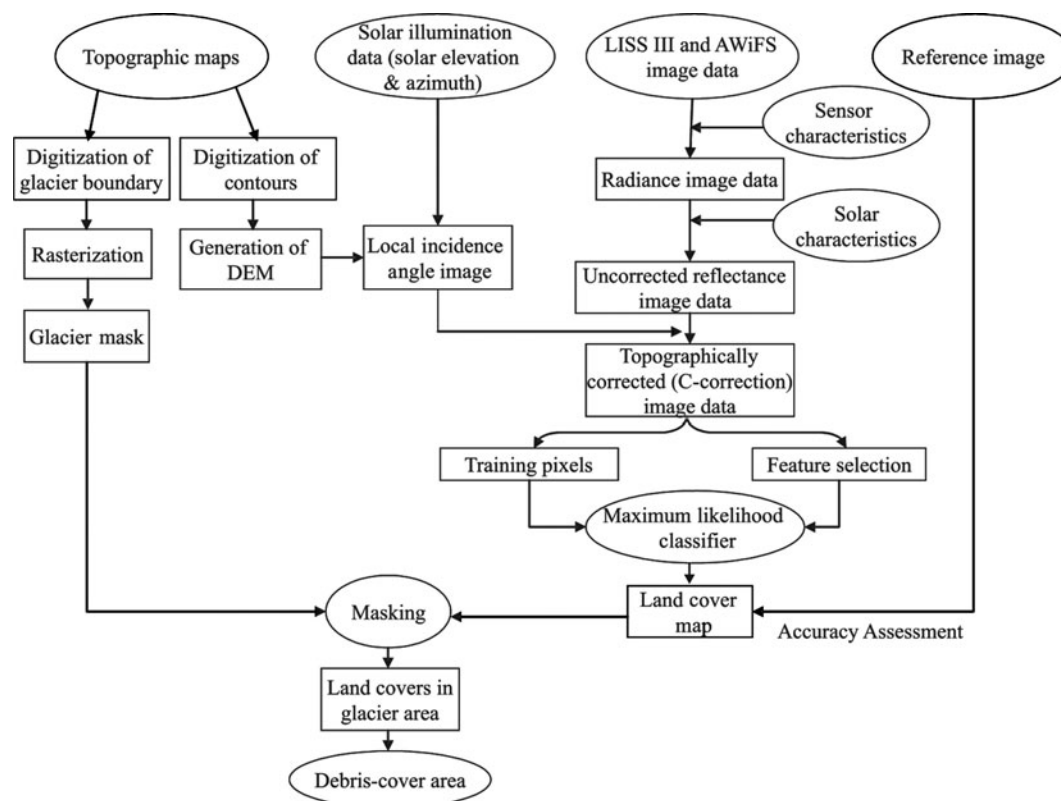 Topographic maps
Solar illumination
data (solar elevation
& azimuth)
LISS III and AWiFS
image data
Reference image
Sensor
characteristics
Digitization of
glacier boundary
Digitization of
contours
Radiance image data
Solar
characteristics
Rasterization
Generation of
DEM
Local incidence
angle image
Uncorrected reflectance
image data
Glacier mask
Topographically
corrected (C-correction)
image data
Training pixels
Feature selection
Maximum likelihood
classifier
Masking
Land cover
map
Accuracy Assessment
Land covers in
glacier area
Debris-cover area